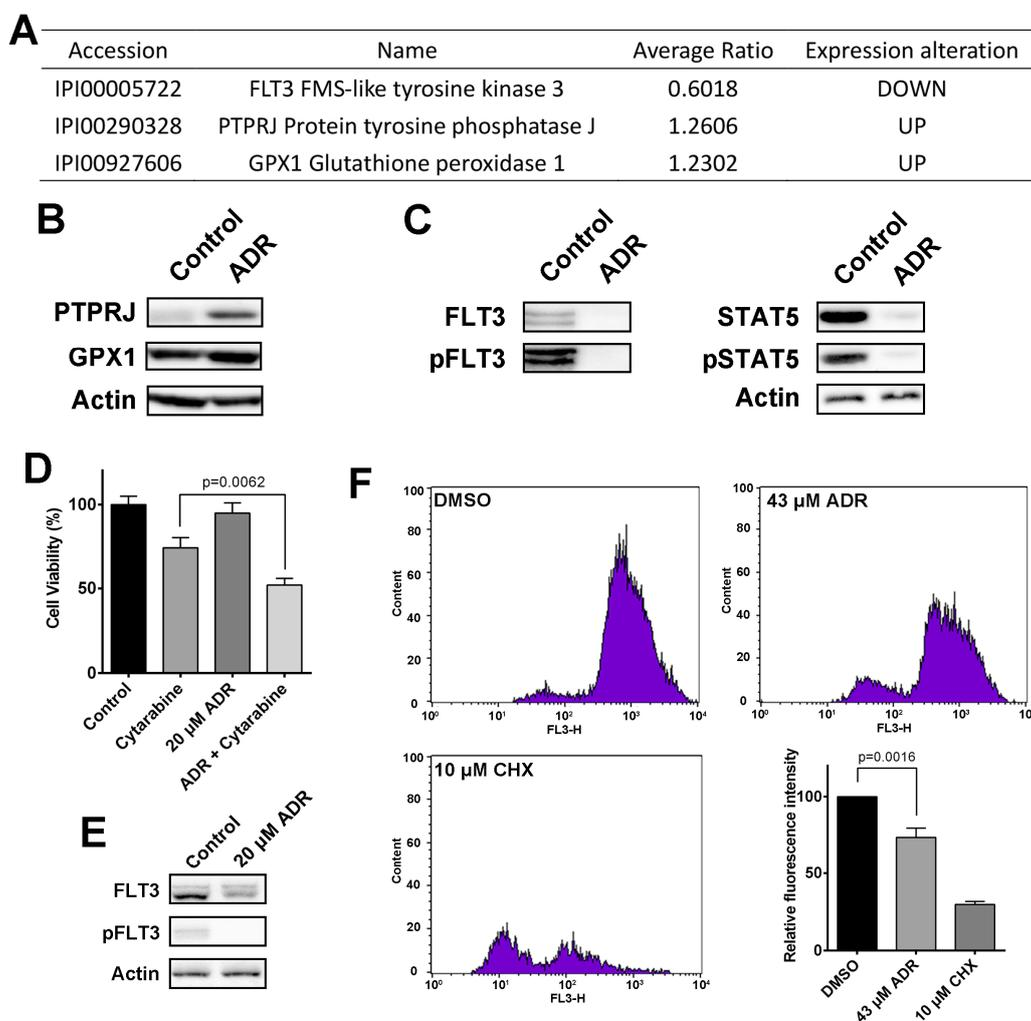 A
Accession Name Average Ratio Expression alteration
IPI00005722 FLT3 FMS-like tyrosine kinase 3 0.6018 DOWN
IPI00290328 PTPRJ Protein tyrosine phosphatase J 1.2606 UP
IPI00927606 GPX1 Glutathione peroxidase 1 1.2302 UP
B
Control ADR
PTPRJ
GPX1
Actin
C
Control ADR
FLT3
pFLT3
Control ADR
STAT5
pSTAT5
Actin
D
p=0.0062
Cell Viability (%)
100
50
0
Control Cytarabine 20 µM ADR ADR + Cytarabine
E
Control 20 µM ADR
FLT3
pFLT3
Actin
F
DMSO
Content
100
80
60
40
20
0
10⁰ 10¹ 10² 10³ 10⁴
FL3-H
43 µM ADR
Content
100
80
60
40
20
0
10⁰ 10¹ 10² 10³
FL3-H
10 µM CHX
Content
100
80
60
40
20
0
10⁰ 10¹ 10² 10³ 10⁴
FL3-H
p=0.0016
Relative fluorescence intensity
100
50
0
DMSO 43 µM ADR 10 µM CHX